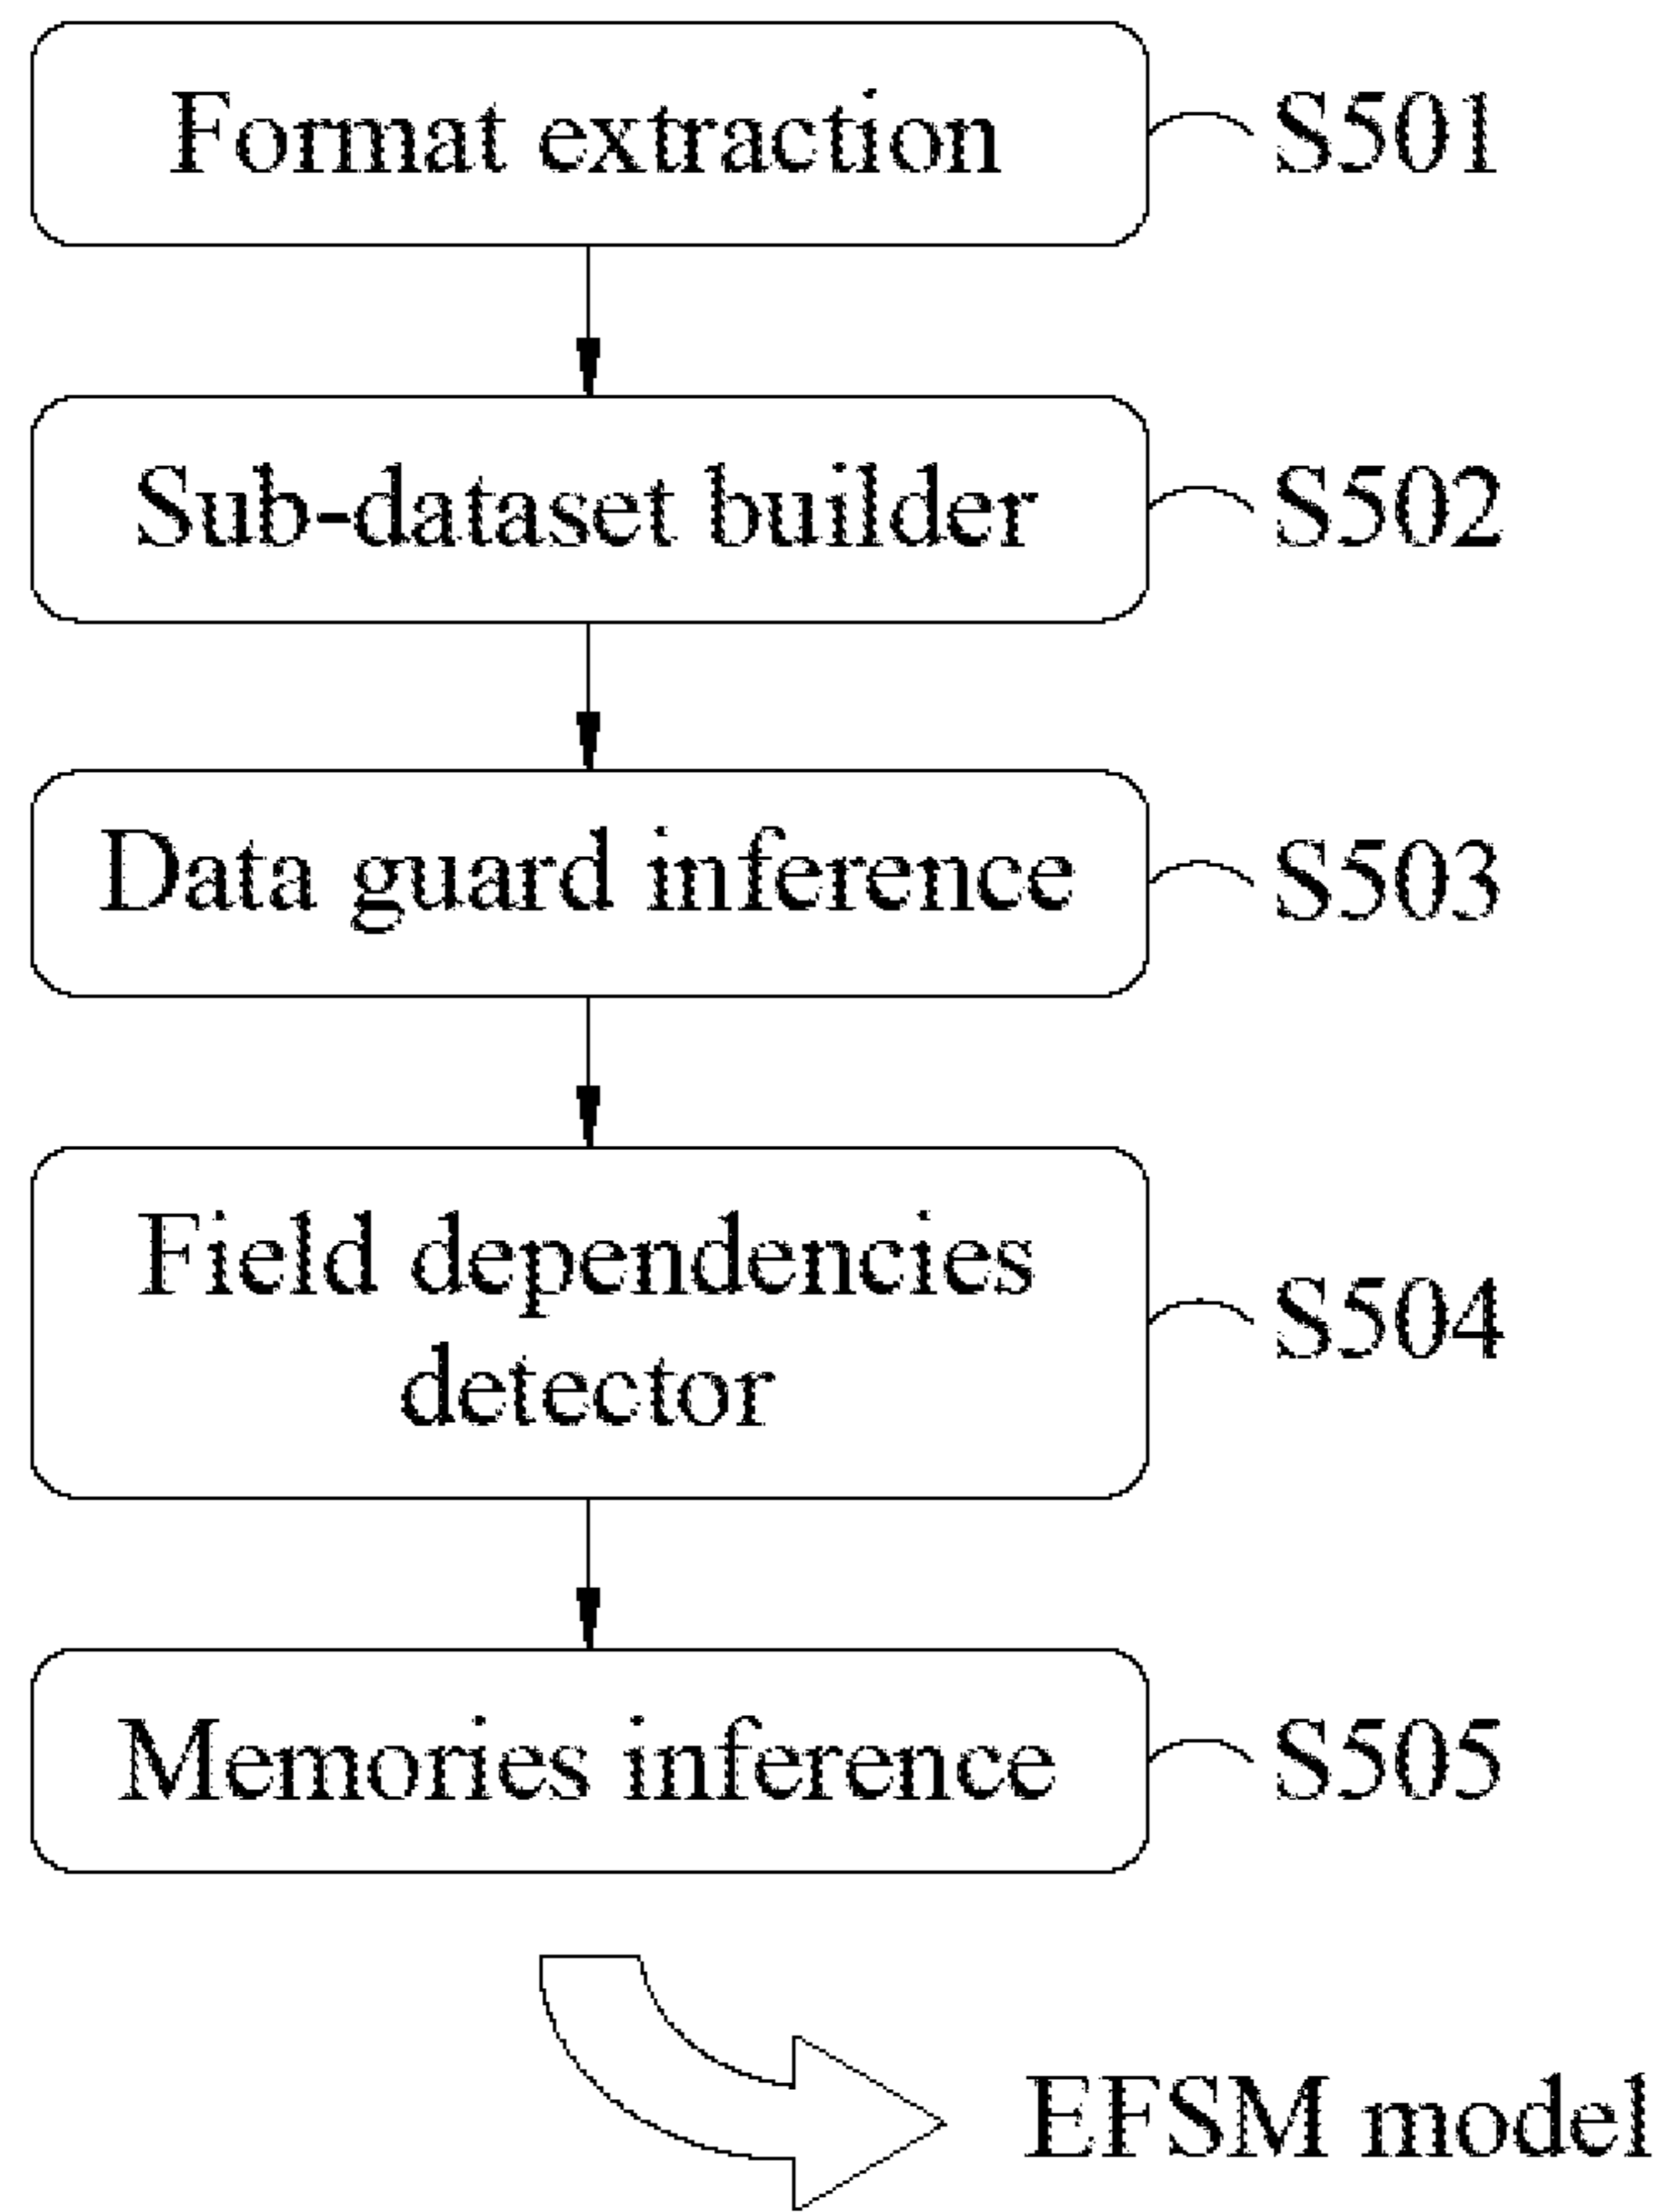 Format extraction
S501
Sub-dataset builder
S502
Data guard inference
S503
Field dependencies
detector
S504
Memories inference
S505
EFSM model